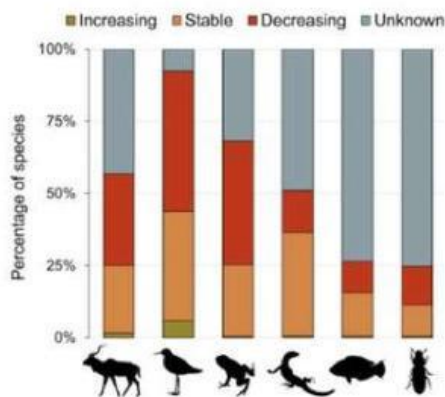 Increasing Stable Decreasing Unknown
100%
75%
50%
25%
0%
Percentage of species